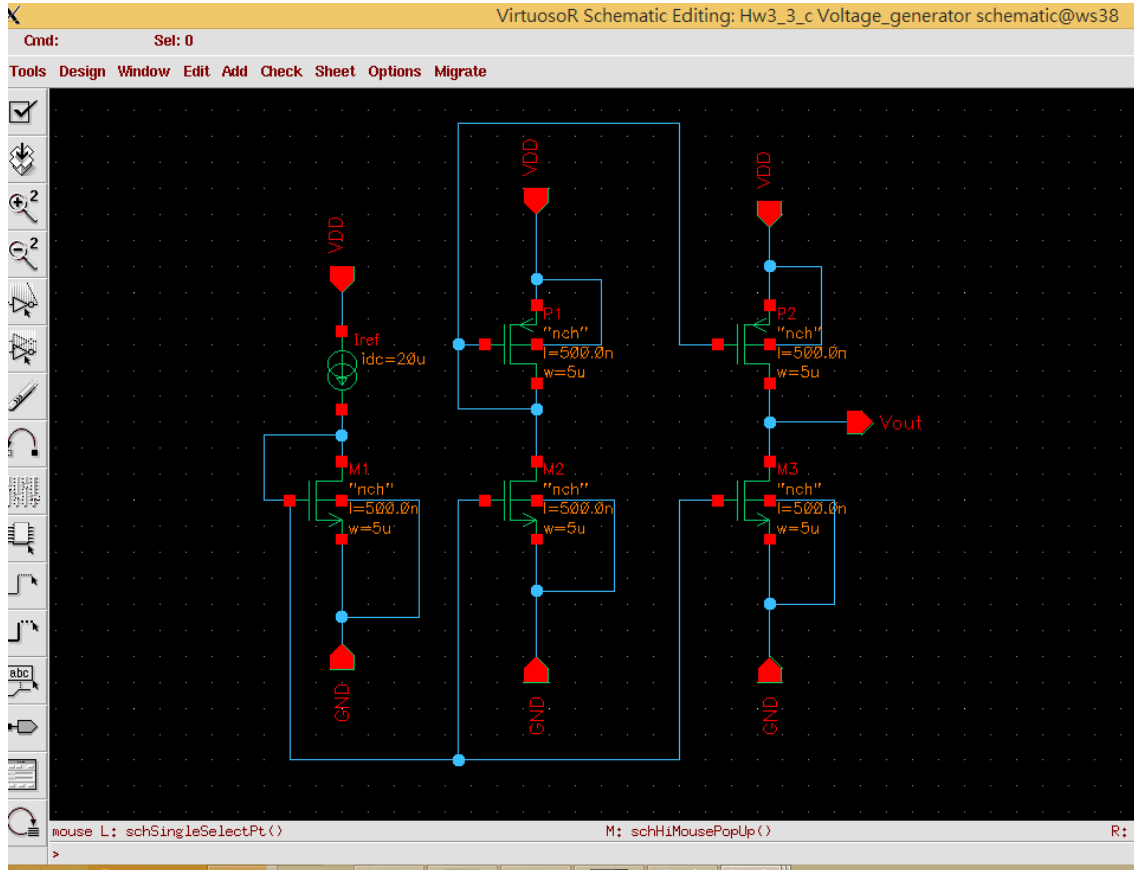 VirtuosoR Schematic Editing: Hw3_3_c Voltage_generator schematic@ws38
Cmd: Sel: 0
Tools Design Window Edit Add Check Sheet Options Migrate
2
2
abc
VDD
VDD
VDD
Iref
idc=20u
P1
"nch"
l=500.0n
w=5u
P2
"nch"
l=500.0n
w=5u
Vout
M1
"nch"
l=500.0n
w=5u
M2
"nch"
l=500.0n
w=5u
M3
"nch"
l=500.0n
w=5u
GND
GND
GND
mouse L: schSingleSelectPt() M: schHiMousePopUp() R:
>